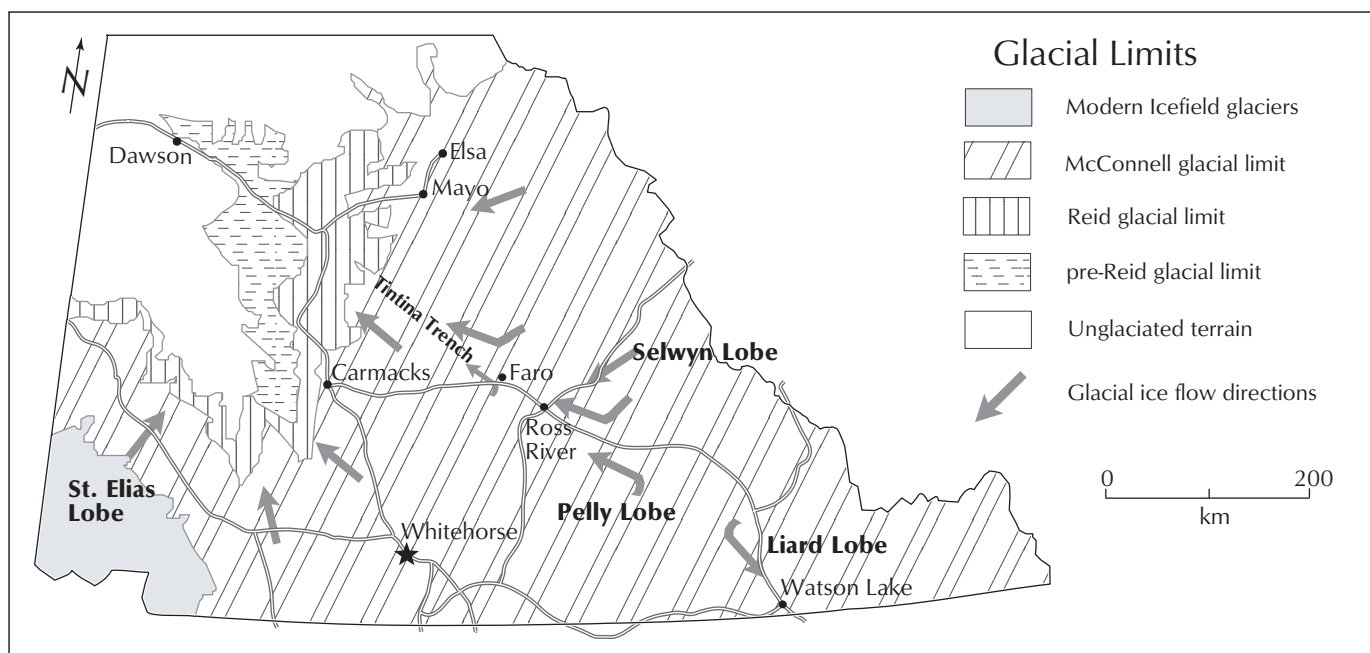 N
Dawson
Elsa
Mayo
Tintina Trench
Carmacks
Faro
Selwyn Lobe
Ross
River
St. Elias
Lobe
Pelly Lobe
Whitehorse
Liard Lobe
Watson Lake
Glacial Limits
Modern Icefield glaciers
McConnell glacial limit
Reid glacial limit
pre-Reid glacial limit
Unglaciated terrain
Glacial ice flow directions
0 200
km